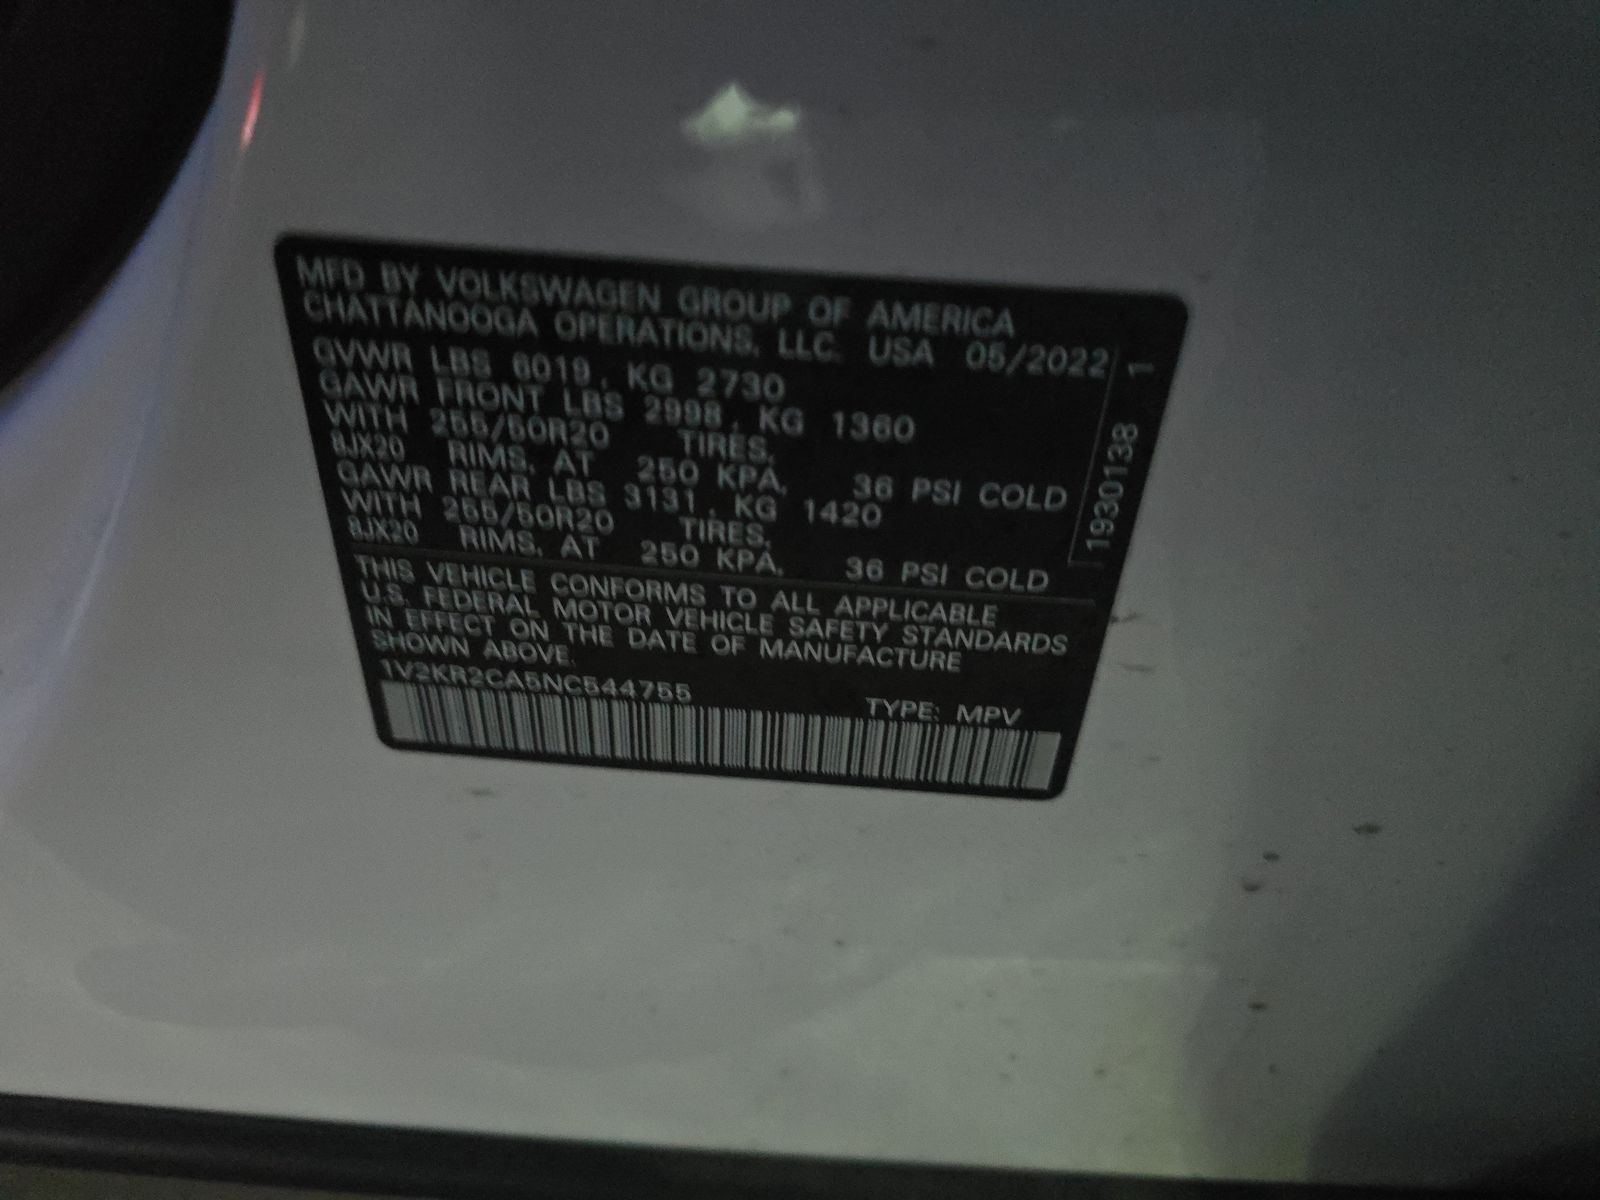 MFD BY VOLKSWAGEN GROUP OF AMERICA
CHATTANOOGA OPERATIONS, LLC. USA 05/2022
GVWR LBS 6019, KG 2730
GAWR FRONT LBS 2998, KG 1360
WITH 255/50R20 TIRES,
8JX20 RIMS, AT 250 KPA, 36 PSI COLD
GAWR REAR LBS 3131, KG 1420
WITH 255/50R20 TIRES,
8JX20 RIMS, AT 250 KPA, 36 PSI COLD
THIS VEHICLE CONFORMS TO ALL APPLICABLE
U.S. FEDERAL MOTOR VEHICLE SAFETY STANDARDS
IN EFFECT ON THE DATE OF MANUFACTURE
SHOWN ABOVE.
1V2KR2CA5NC544755 TYPE: MPV
1930138 1